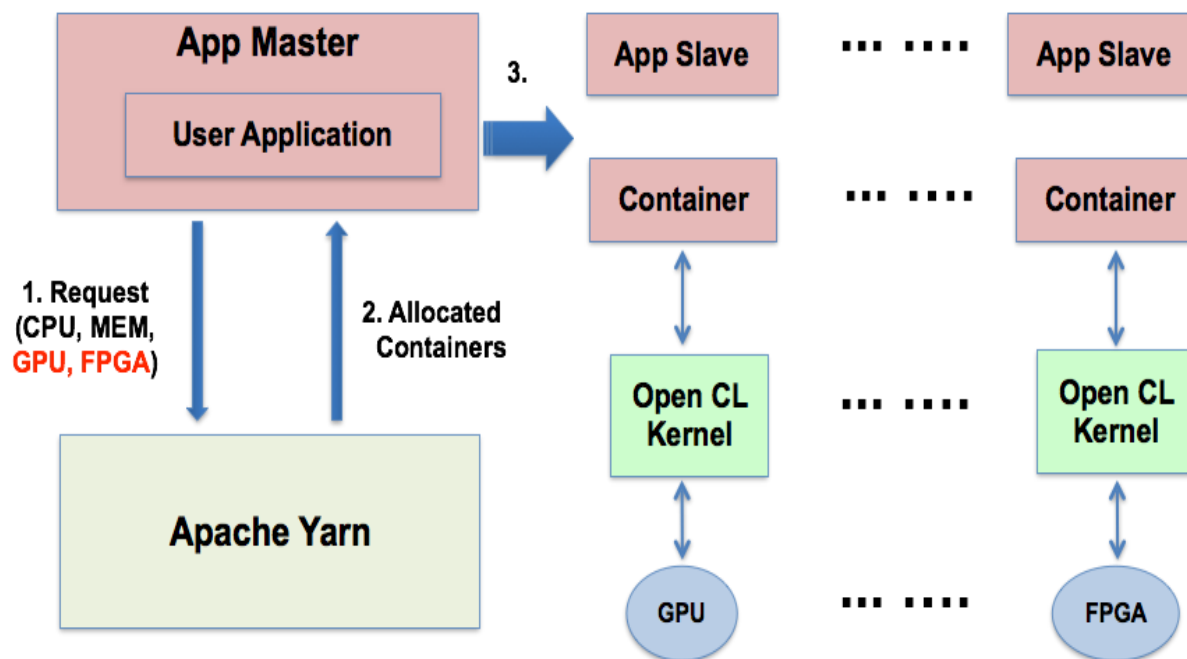 App Master
User Application
3.
App Slave
... ....
App Slave
Container
... ....
Container
1. Request
(CPU, MEM,
GPU, FPGA)
2. Allocated
Containers
Open CL
Kernel
... ....
Open CL
Kernel
Apache Yarn
GPU
... ....
FPGA